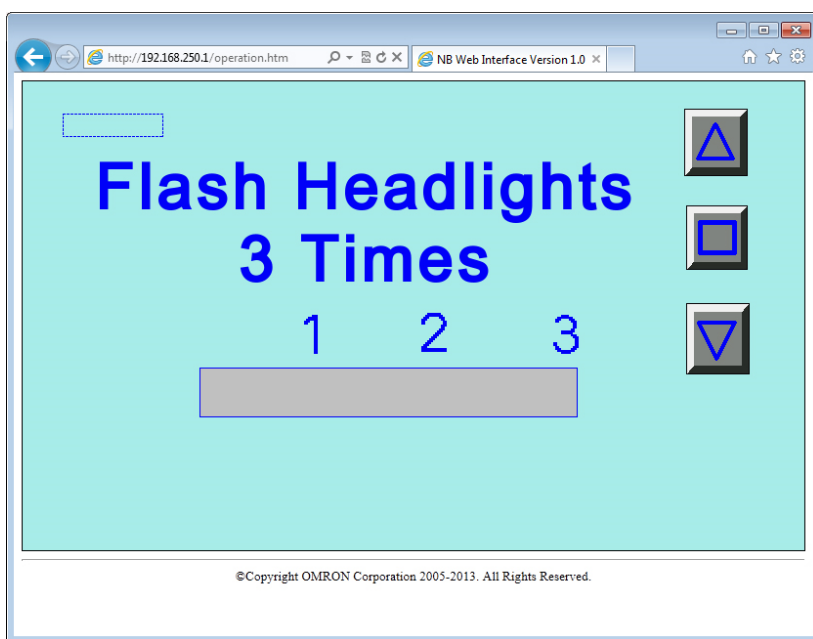 http://192.168.250.1/operation.htm
NB Web Interface Version 1.0
Flash Headlights
3 Times
1 2 3
©Copyright OMRON Corporation 2005-2013. All Rights Reserved.